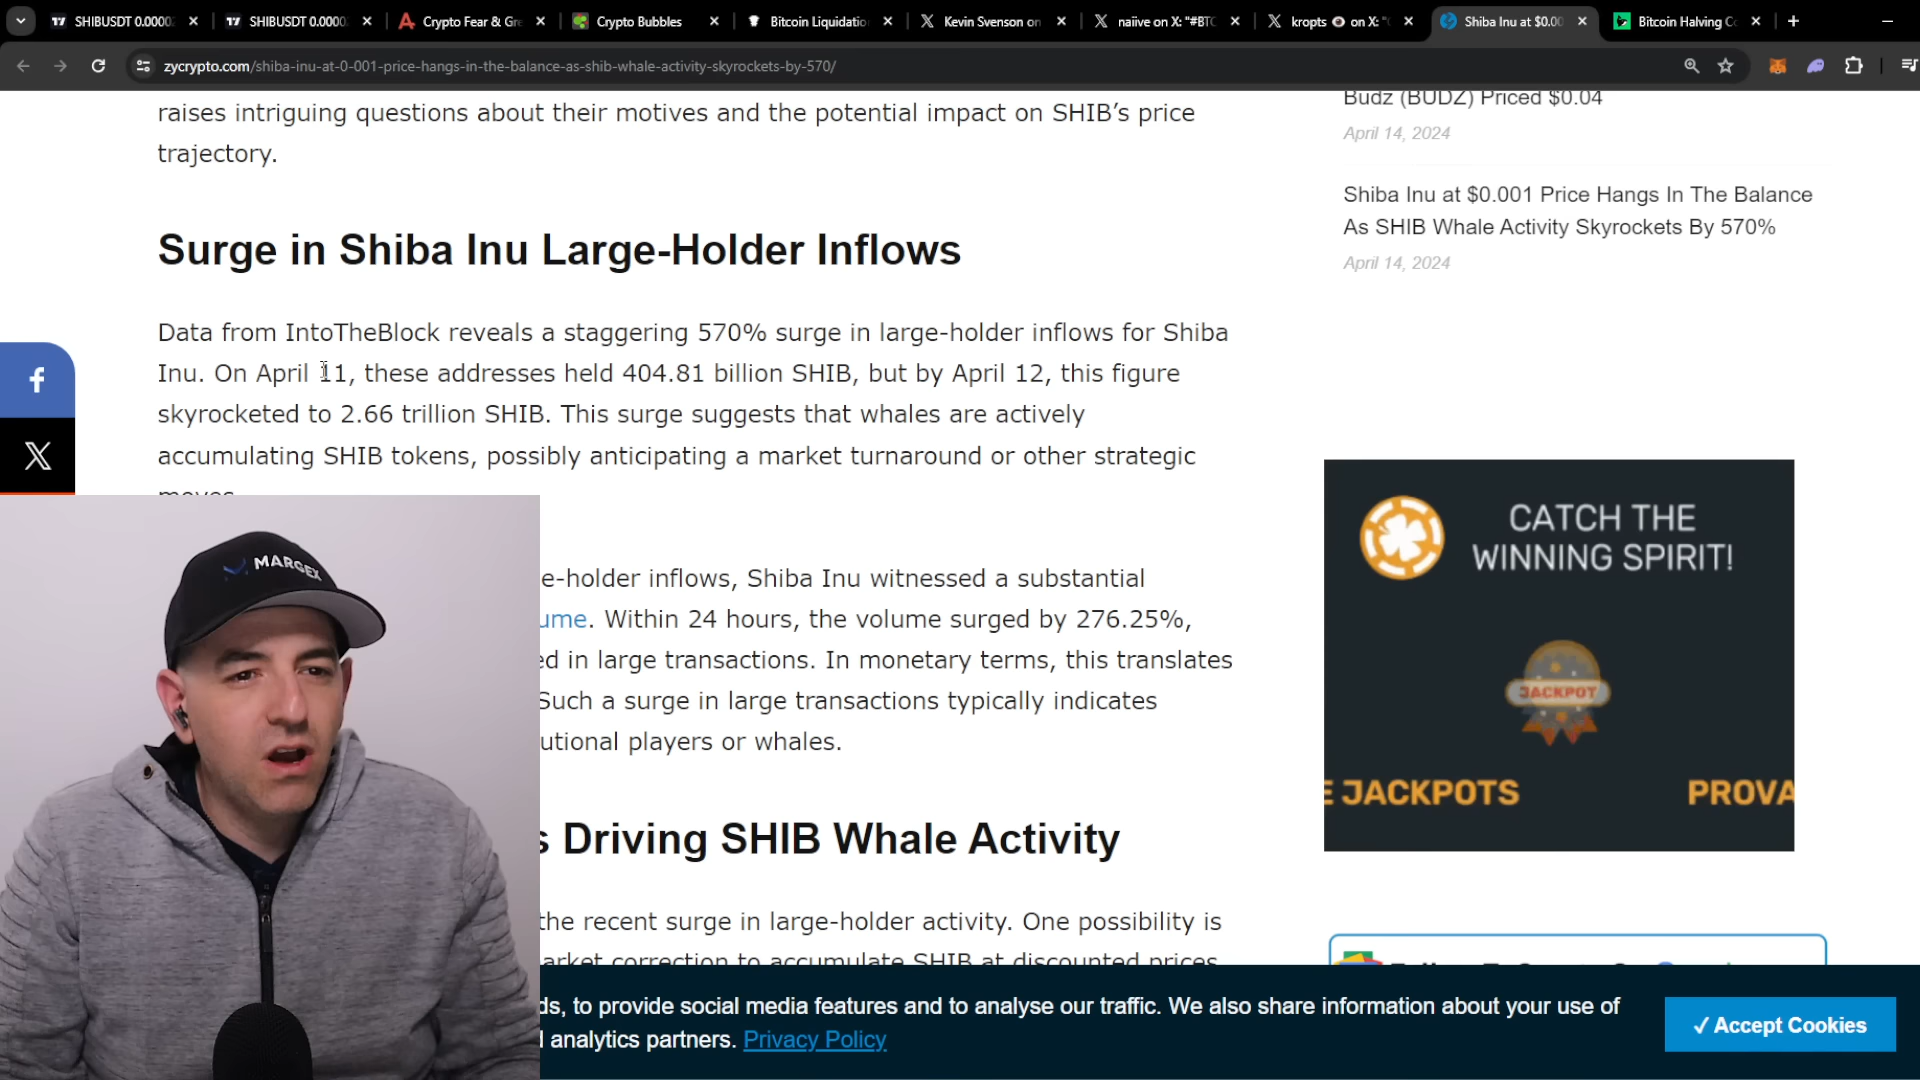 SHIBUSDT 0.0000
SHIBUSDT 0.0000
Crypto Fear & Gre
Crypto Bubbles
Bitcoin Liquidatio
Kevin Svenson on
naiive on X: "#BTC
kropts 👁 on X: "
Shiba Inu at $0.00
Bitcoin Halving Co
zycrypto.com/shiba-inu-at-0-001-price-hangs-in-the-balance-as-shib-whale-activity-skyrockets-by-570/
raises intriguing questions about their motives and the potential impact on SHIB’s price
trajectory.
Surge in Shiba Inu Large-Holder Inflows
Data from IntoTheBlock reveals a staggering 570% surge in large-holder inflows for Shiba
Inu. On April 11, these addresses held 404.81 billion SHIB, but by April 12, this figure
skyrocketed to 2.66 trillion SHIB. This surge suggests that whales are actively
accumulating SHIB tokens, possibly anticipating a market turnaround or other strategic
moves.
e-holder inflows, Shiba Inu witnessed a substantial
ume. Within 24 hours, the volume surged by 276.25%,
ed in large transactions. In monetary terms, this translates
Such a surge in large transactions typically indicates
utional players or whales.
s Driving SHIB Whale Activity
the recent surge in large-holder activity. One possibility is
arket correction to accumulate SHIB at discounted prices
Budz (BUDZ) Priced $0.04
April 14, 2024
Shiba Inu at $0.001 Price Hangs In The Balance
As SHIB Whale Activity Skyrockets By 570%
April 14, 2024
CATCH THE
WINNING SPIRIT!
JACKPOT
E JACKPOTS
PROVA
MARGEX
ds, to provide social media features and to analyse our traffic. We also share information about your use of
l analytics partners. Privacy Policy
✓ Accept Cookies